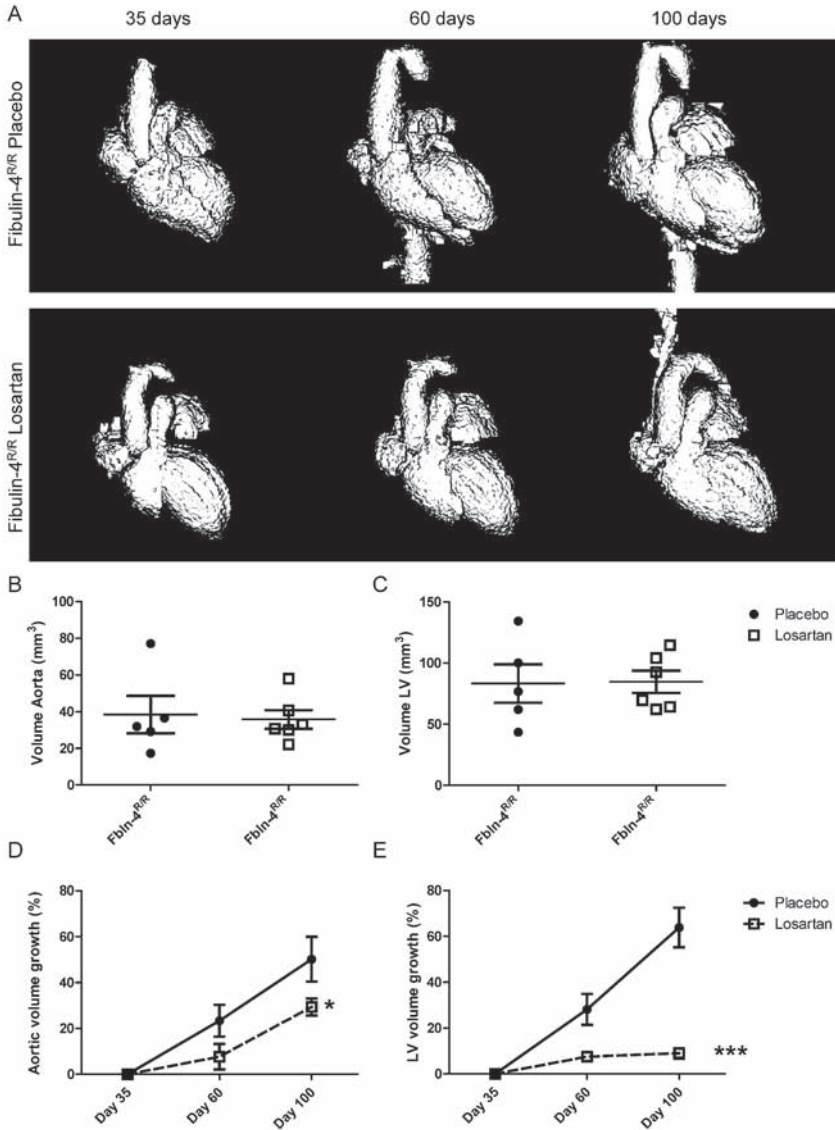 A
35 days 60 days 100 days
Fibulin-4R/R Placebo
Fibulin-4R/R Losartan
B
Volume Aorta (mm3)
100
80
60
40
20
0
Fbln-4R/R Fbln-4R/R
C
Volume LV (mm3)
150
100
50
0
Fbln-4R/R Fbln-4R/R
Placebo
Losartan
D
Aortic volume growth (%)
80
60
40
20
0
*
Day 35 Day 60 Day 100
E
LV volume growth (%)
80
60
40
20
0
***
Day 35 Day 60 Day 100
Placebo
Losartan